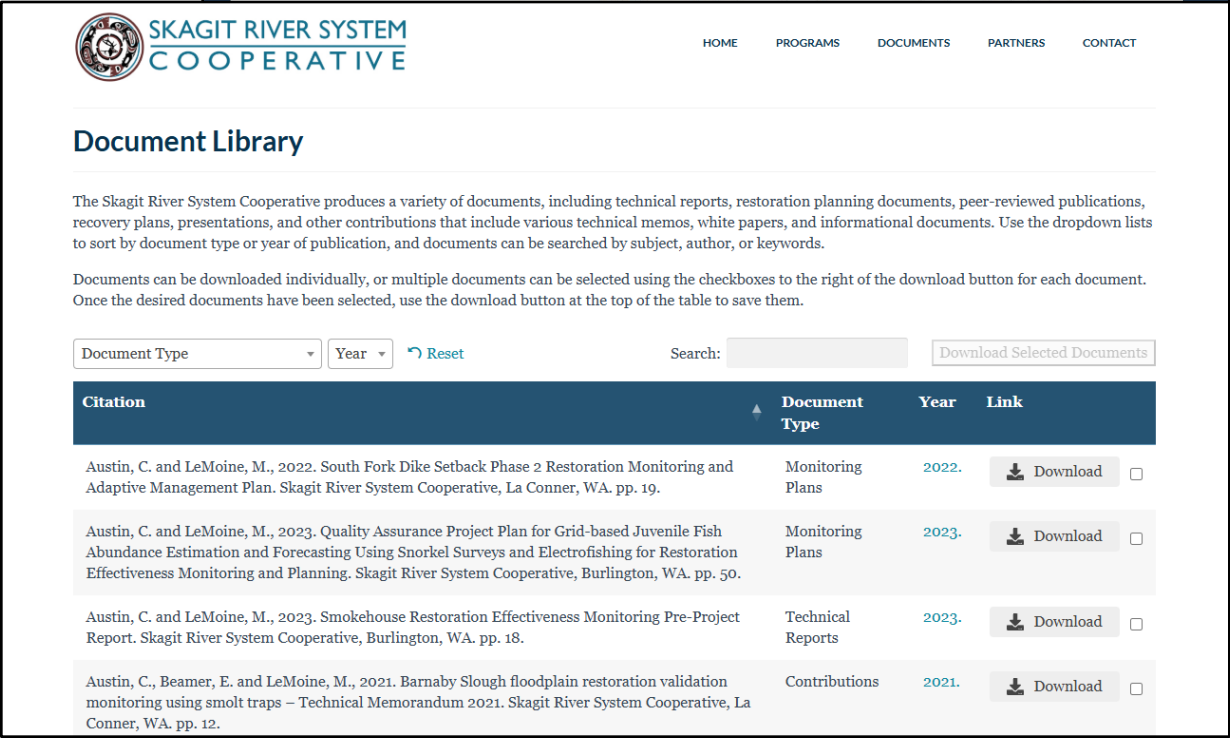 SKAGIT RIVER SYSTEM
COOPERATIVE
HOME PROGRAMS DOCUMENTS PARTNERS CONTACT
Document Library
The Skagit River System Cooperative produces a variety of documents, including technical reports, restoration planning documents, peer-reviewed publications,
recovery plans, presentations, and other contributions that include various technical memos, white papers, and informational documents. Use the dropdown lists
to sort by document type or year of publication, and documents can be searched by subject, author, or keywords.
Documents can be downloaded individually, or multiple documents can be selected using the checkboxes to the right of the download button for each document.
Once the desired documents have been selected, use the download button at the top of the table to save them.
Document Type Year Reset Search: Download Selected Documents
Citation Document Year Link
Type
Austin, C. and LeMoine, M., 2022. South Fork Dike Setback Phase 2 Restoration Monitoring and Monitoring 2022. Download
Adaptive Management Plan. Skagit River System Cooperative, La Conner, WA. pp. 19. Plans
Austin, C. and LeMoine, M., 2023. Quality Assurance Project Plan for Grid-based Juvenile Fish Monitoring 2023. Download
Abundance Estimation and Forecasting Using Snorkel Surveys and Electrofishing for Restoration Plans
Effectiveness Monitoring and Planning. Skagit River System Cooperative, Burlington, WA. pp. 50.
Austin, C. and LeMoine, M., 2023. Smokehouse Restoration Effectiveness Monitoring Pre-Project Technical 2023. Download
Report. Skagit River System Cooperative, Burlington, WA. pp. 18. Reports
Austin, C., Beamer, E. and LeMoine, M., 2021. Barnaby Slough floodplain restoration validation Contributions 2021. Download
monitoring using smolt traps – Technical Memorandum 2021. Skagit River System Cooperative, La
Conner, WA. pp. 12.